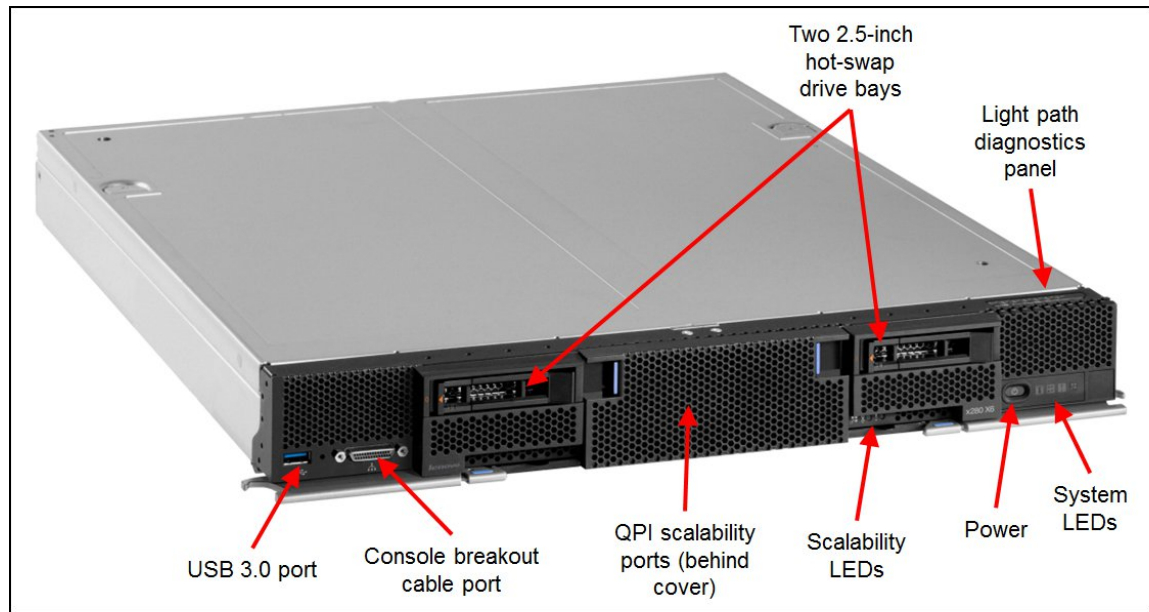 Two 2.5-inch
hot-swap
drive bays
Light path
diagnostics
panel
x280 X6
USB 3.0 port
Console breakout
cable port
QPI scalability
ports (behind
cover)
Scalability
LEDs
Power
System
LEDs